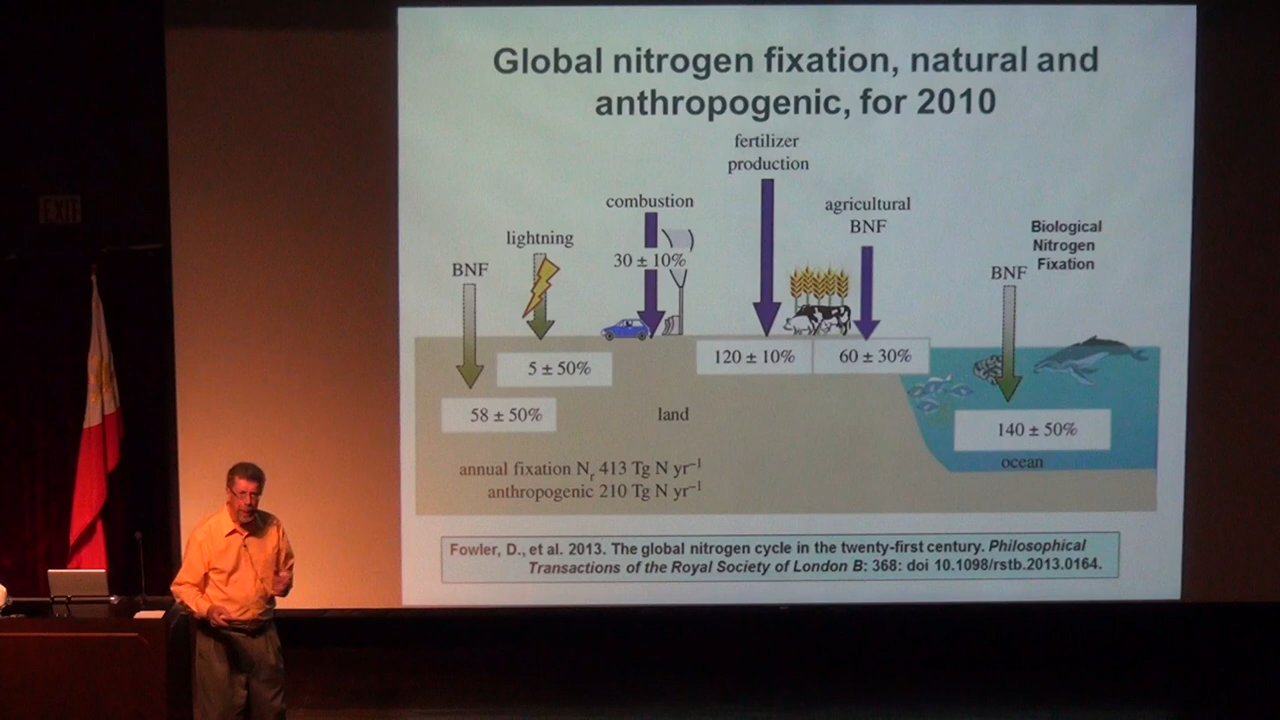 EXIT
Global nitrogen fixation, natural and
anthropogenic, for 2010
fertilizer
production
combustion
agricultural
BNF
lightning
30 ± 10%
Biological
Nitrogen
Fixation
BNF
BNF
5 ± 50%
120 ± 10%
60 ± 30%
58 ± 50%
land
140 ± 50%
ocean
annual fixation Nr 413 Tg N yr−1
anthropogenic 210 Tg N yr−1
Fowler, D., et al. 2013. The global nitrogen cycle in the twenty-first century. Philosophical
Transactions of the Royal Society of London B: 368: doi 10.1098/rstb.2013.0164.